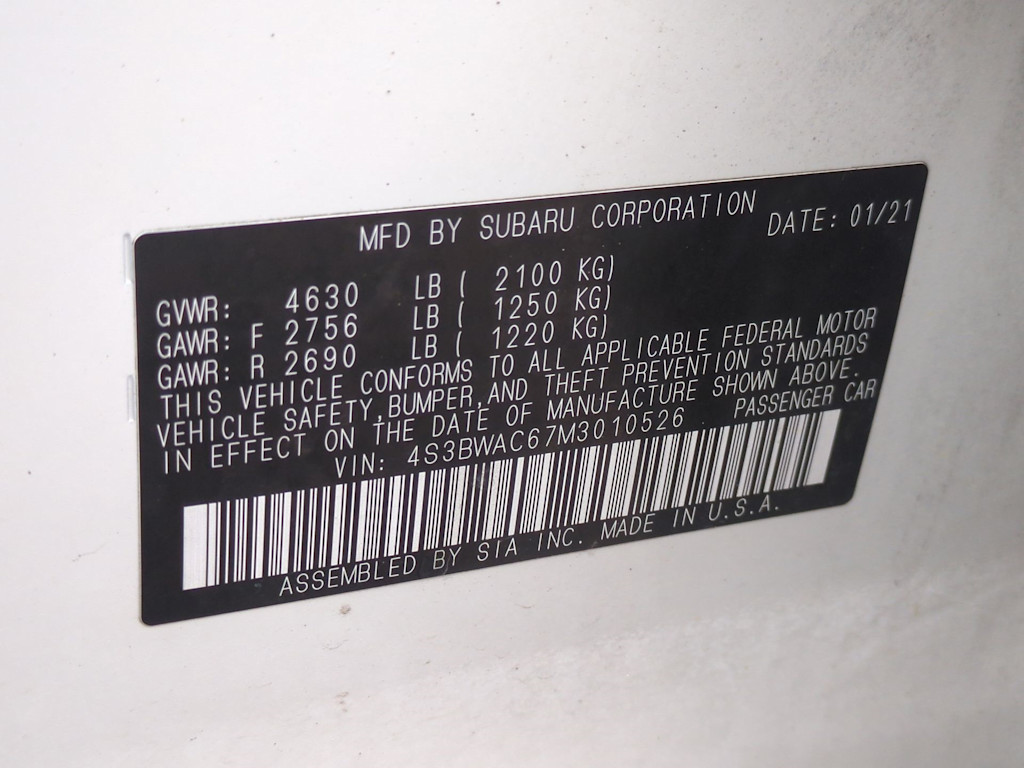 MFD BY SUBARU CORPORATION DATE: 01/21
GVWR: 4630 LB ( 2100 KG)
GAWR: F 2756 LB ( 1250 KG)
GAWR: R 2690 LB ( 1220 KG)
THIS VEHICLE CONFORMS TO ALL APPLICABLE FEDERAL MOTOR
VEHICLE SAFETY,BUMPER,AND THEFT PREVENTION STANDARDS
IN EFFECT ON THE DATE OF MANUFACTURE SHOWN ABOVE.
VIN: 4S3BWAC67M3010526 PASSENGER CAR
ASSEMBLED BY SIA INC. MADE IN U.S.A.